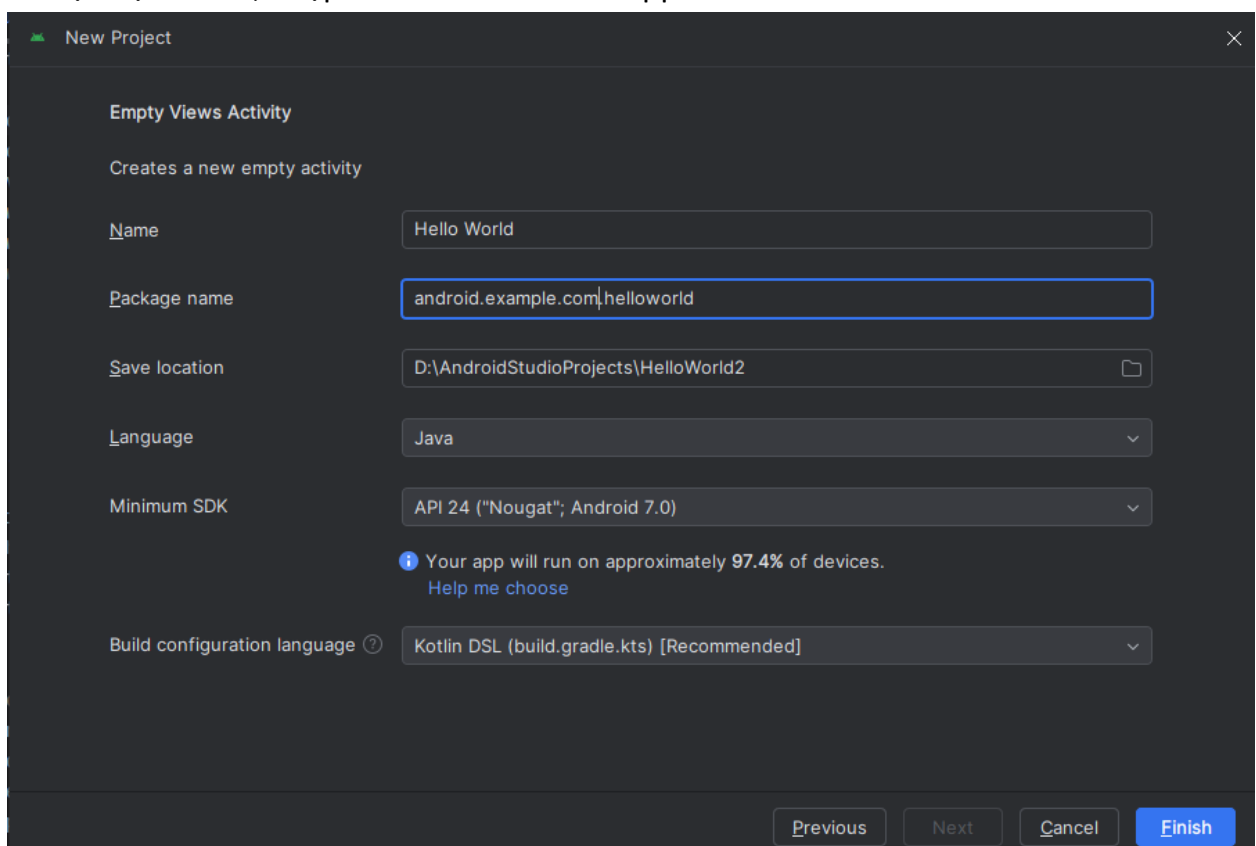 New Project
Empty Views Activity
Creates a new empty activity
Name Hello World
Package name android.example.com.helloworld
Save location D:\AndroidStudioProjects\HelloWorld2
Language Java
Minimum SDK API 24 ("Nougat"; Android 7.0)
Your app will run on approximately 97.4% of devices.
Help me choose
Build configuration language Kotlin DSL (build.gradle.kts) [Recommended]
Previous Next Cancel Finish